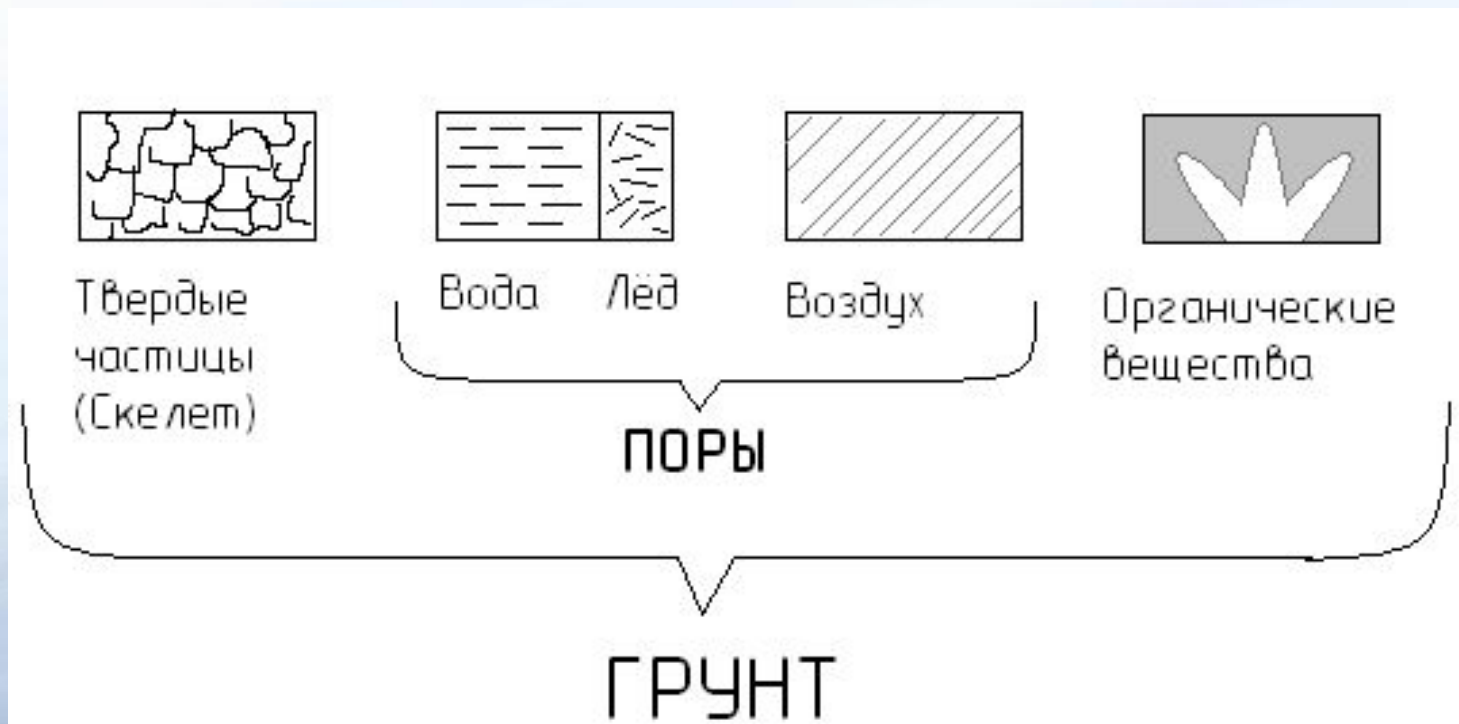 Твердые
частицы
(Скелет)
Вода
Лёд
Воздух
Органические
вещества
ПОРЫ
ГРУНТ